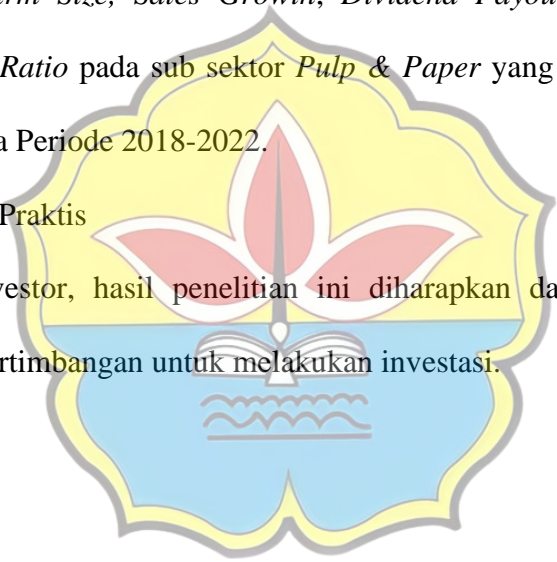 Firm Size, Sales Growth, Dividend Payou
Ratio pada sub sektor Pulp & Paper yang
a Periode 2018-2022.
Praktis
vestor, hasil penelitian ini diharapkan da
rtimbangan untuk melakukan investasi.